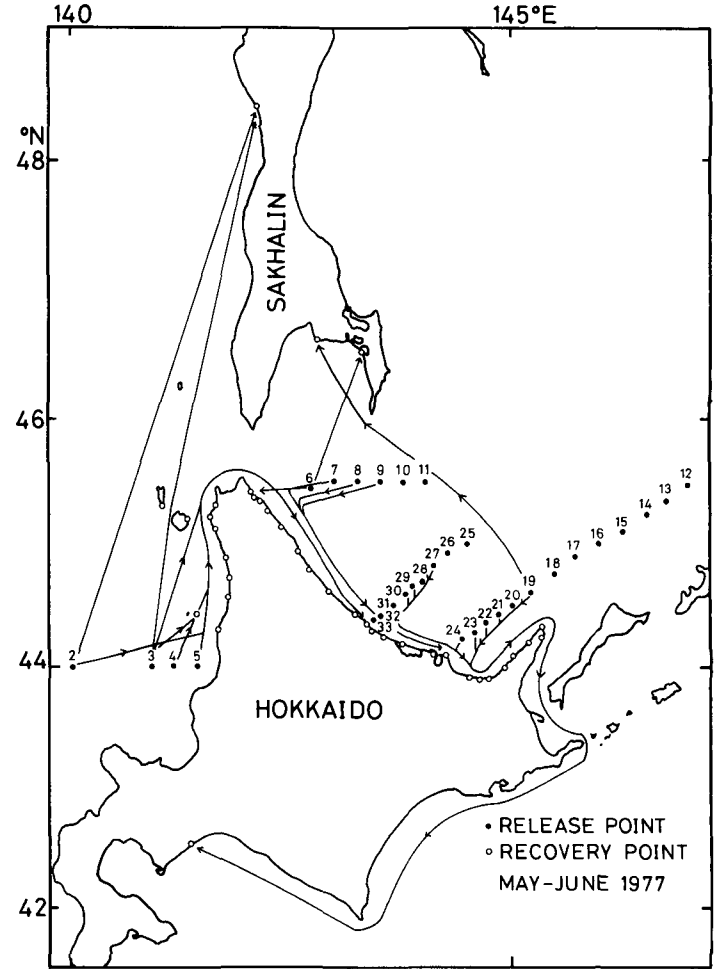 140 145°E
°N
48
SAKHALIN
46
6 7 8 9 10 11
12
13
14
15
16
17
18
19
20
21
22
23
24
25
26
27
28
29
30
31
32
33
44
2 3 4 5
HOKKAIDO
• RELEASE POINT
○ RECOVERY POINT
MAY-JUNE 1977
42